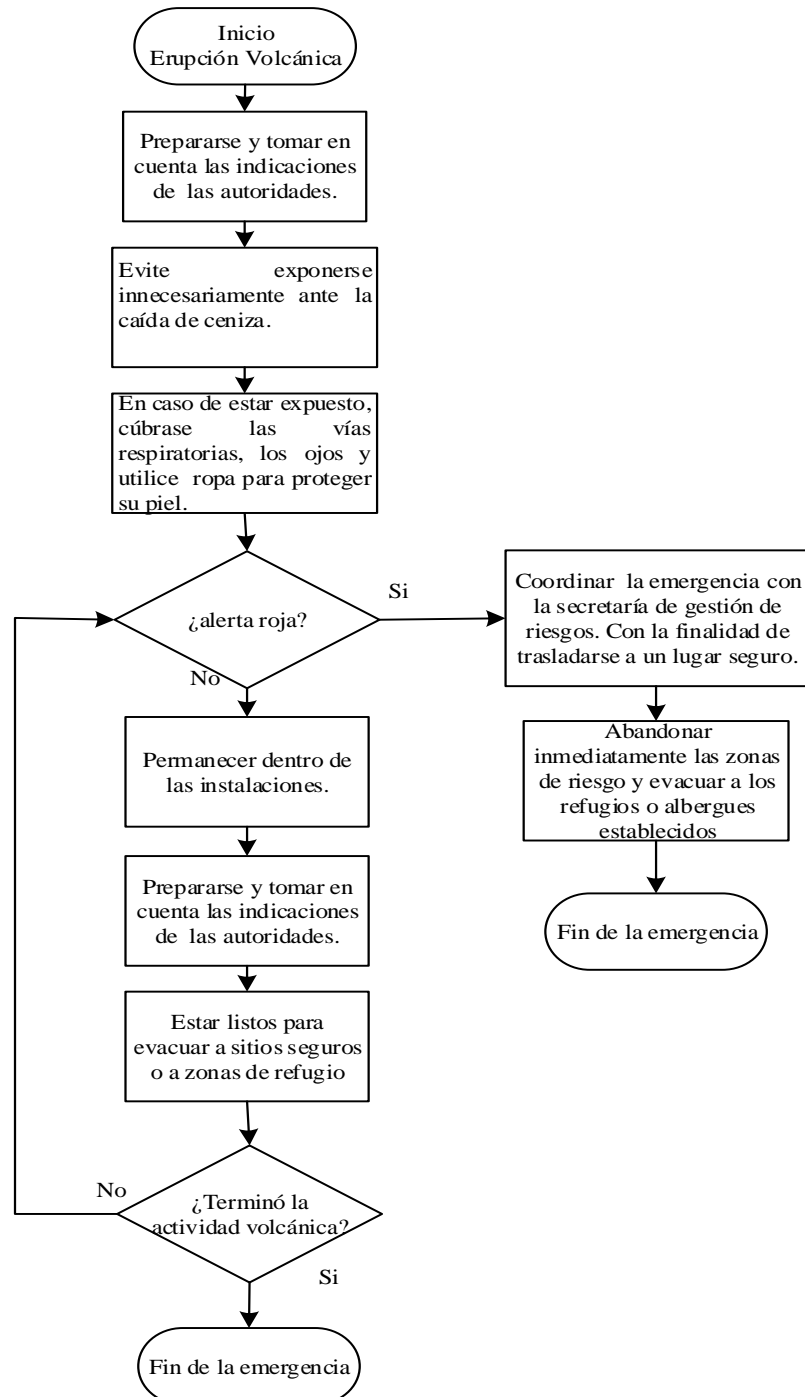 Inicio
Erupción Volcánica
Prepararse y tomar en
cuenta las indicaciones
de las autoridades.
Evite exponerse
innecesariamente ante la
caída de ceniza.
En caso de estar expuesto,
cúbrase las vías
respiratorias, los ojos y
utilice ropa para proteger
su piel.
¿alerta roja?
Si
Coordinar la emergencia con
la secretaría de gestión de
riesgos. Con la finalidad de
trasladarse a un lugar seguro.
Abandonar
inmediatamente las zonas
de riesgo y evacuar a los
refugios o albergues
establecidos
Fin de la emergencia
No
Permanecer dentro de
las instalaciones.
Prepararse y tomar en
cuenta las indicaciones
de las autoridades.
Estar listos para
evacuar a sitios seguros
o a zonas de refugio
No
¿Terminó la
actividad volcánica?
Si
Fin de la emergencia